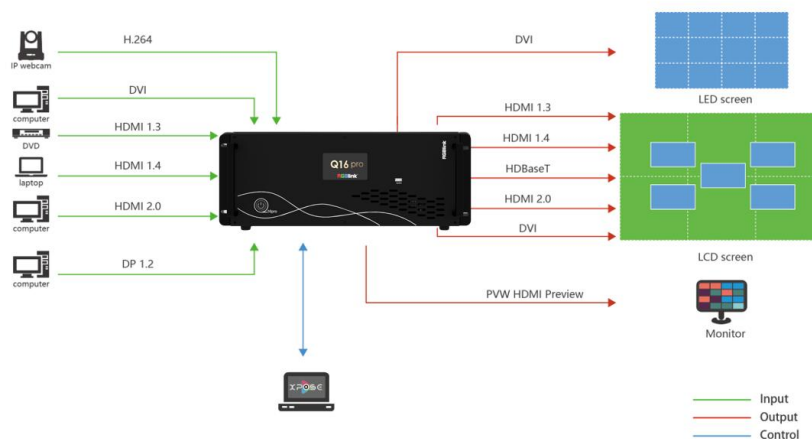 H.264
IP webcam
DVI
computer
HDMI 1.3
DVD
HDMI 1.4
laptop
HDMI 2.0
computer
DP 1.2
computer
Q16 pro
RGBlink
RGBlink
XPOSE
DVI
LED screen
HDMI 1.3
HDMI 1.4
HDBaseT
HDMI 2.0
DVI
LCD screen
PVW HDMI Preview
Monitor
Input
Output
Control